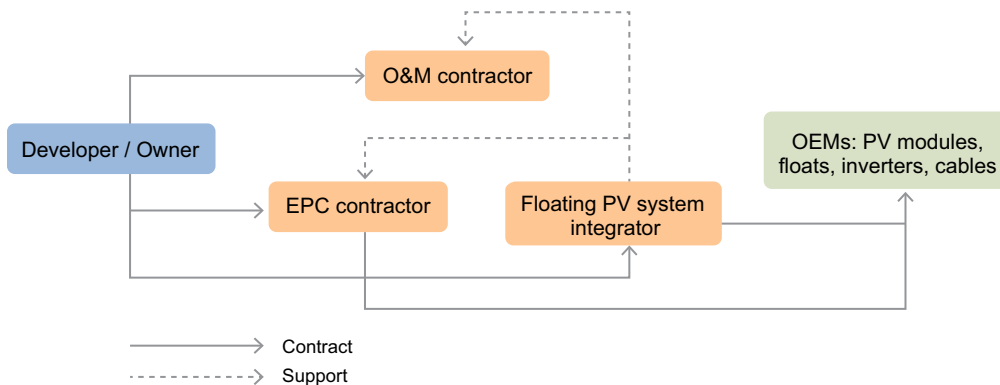 O&M contractor
Developer / Owner
OEMs: PV modules,
floats, inverters, cables
EPC contractor
Floating PV system
integrator
Contract
Support